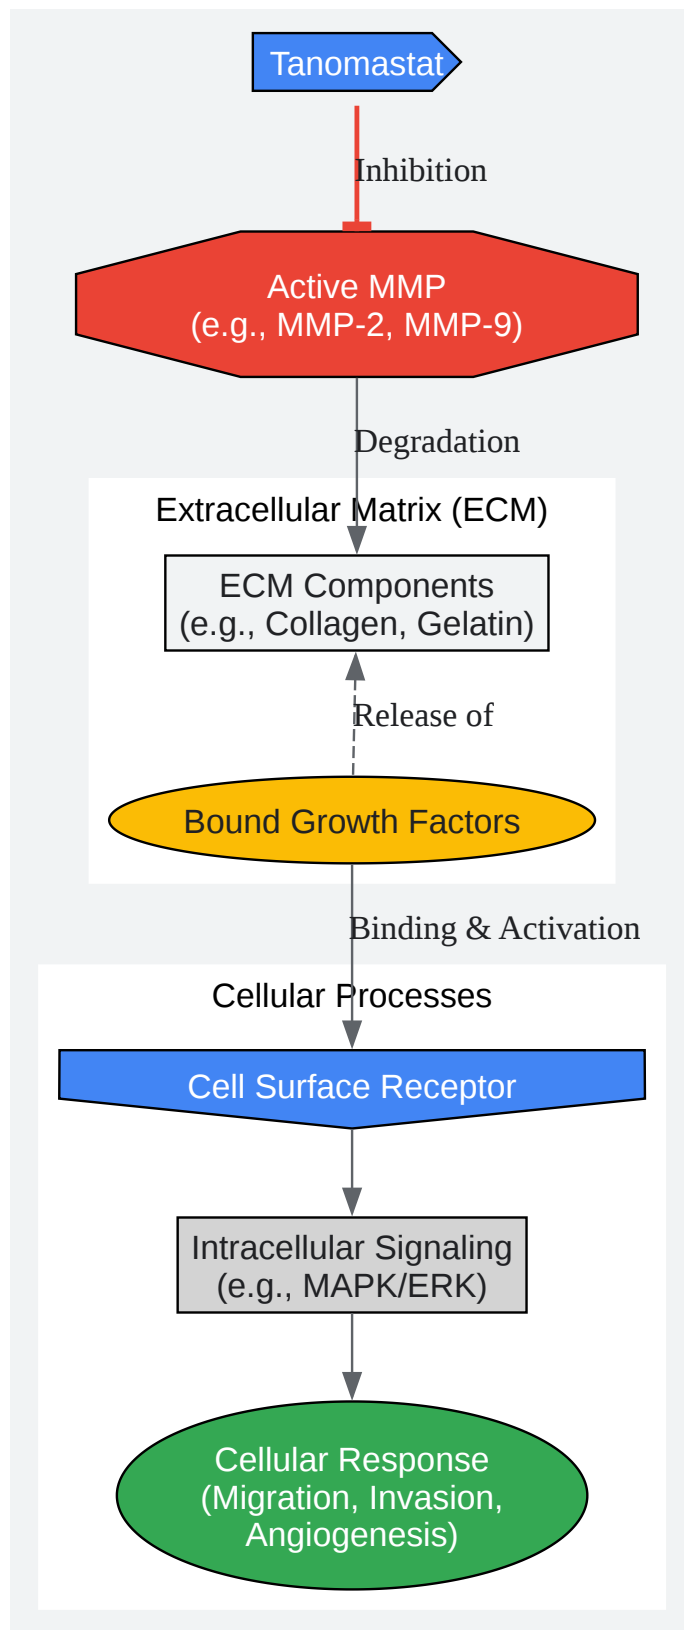 Tanomastat
Inhibition
Active MMP
(e.g., MMP-2, MMP-9)
Degradation
Extracellular Matrix (ECM)
ECM Components
(e.g., Collagen, Gelatin)
Release of
Bound Growth Factors
Binding & Activation
Cellular Processes
Cell Surface Receptor
Intracellular Signaling
(e.g., MAPK/ERK)
Cellular Response
(Migration, Invasion,
Angiogenesis)